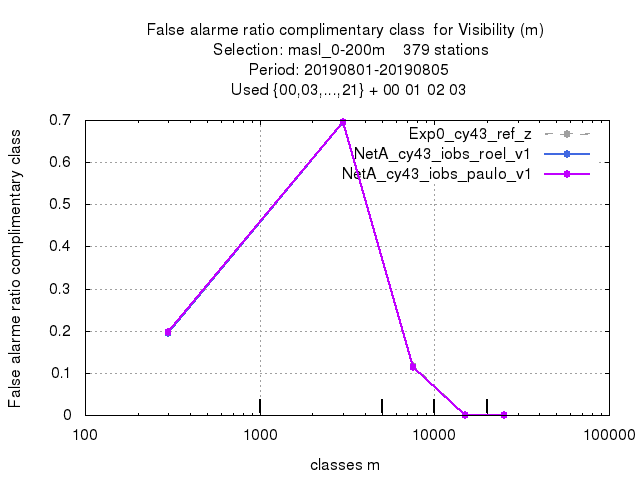 False alarme ratio complimentary class  for Visibility (m)
Selection: masl_0-200m    379 stations
Period: 20190801-20190805
Used {00,03,...,21} + 00 01 02 03
Exp0_cy43_ref_z
NetA_cy43_iobs_roel_v1
NetA_cy43_iobs_paulo_v1
False alarme ratio complimentary class
0.7
0.6
0.5
0.4
0.3
0.2
0.1
0
100 1000 10000 100000
classes m